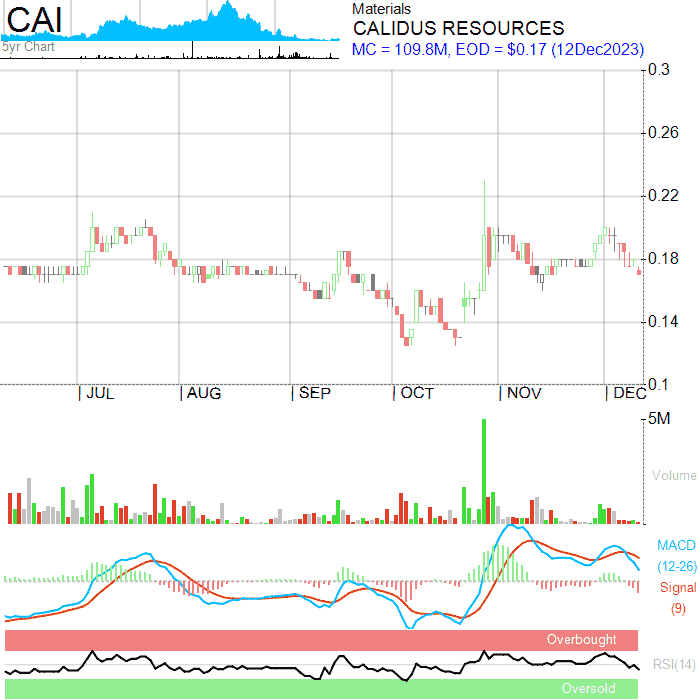 CAI
5yr Chart
Materials
CALIDUS RESOURCES
MC = 109.8M, EOD = $0.17 (12Dec2023)
0.3
0.26
0.22
0.18
0.14
0.1
JUL AUG SEP OCT NOV DEC
5M
Volume
MACD
(12-26)
Signal
(9)
Overbought
RSI(14)
Oversold